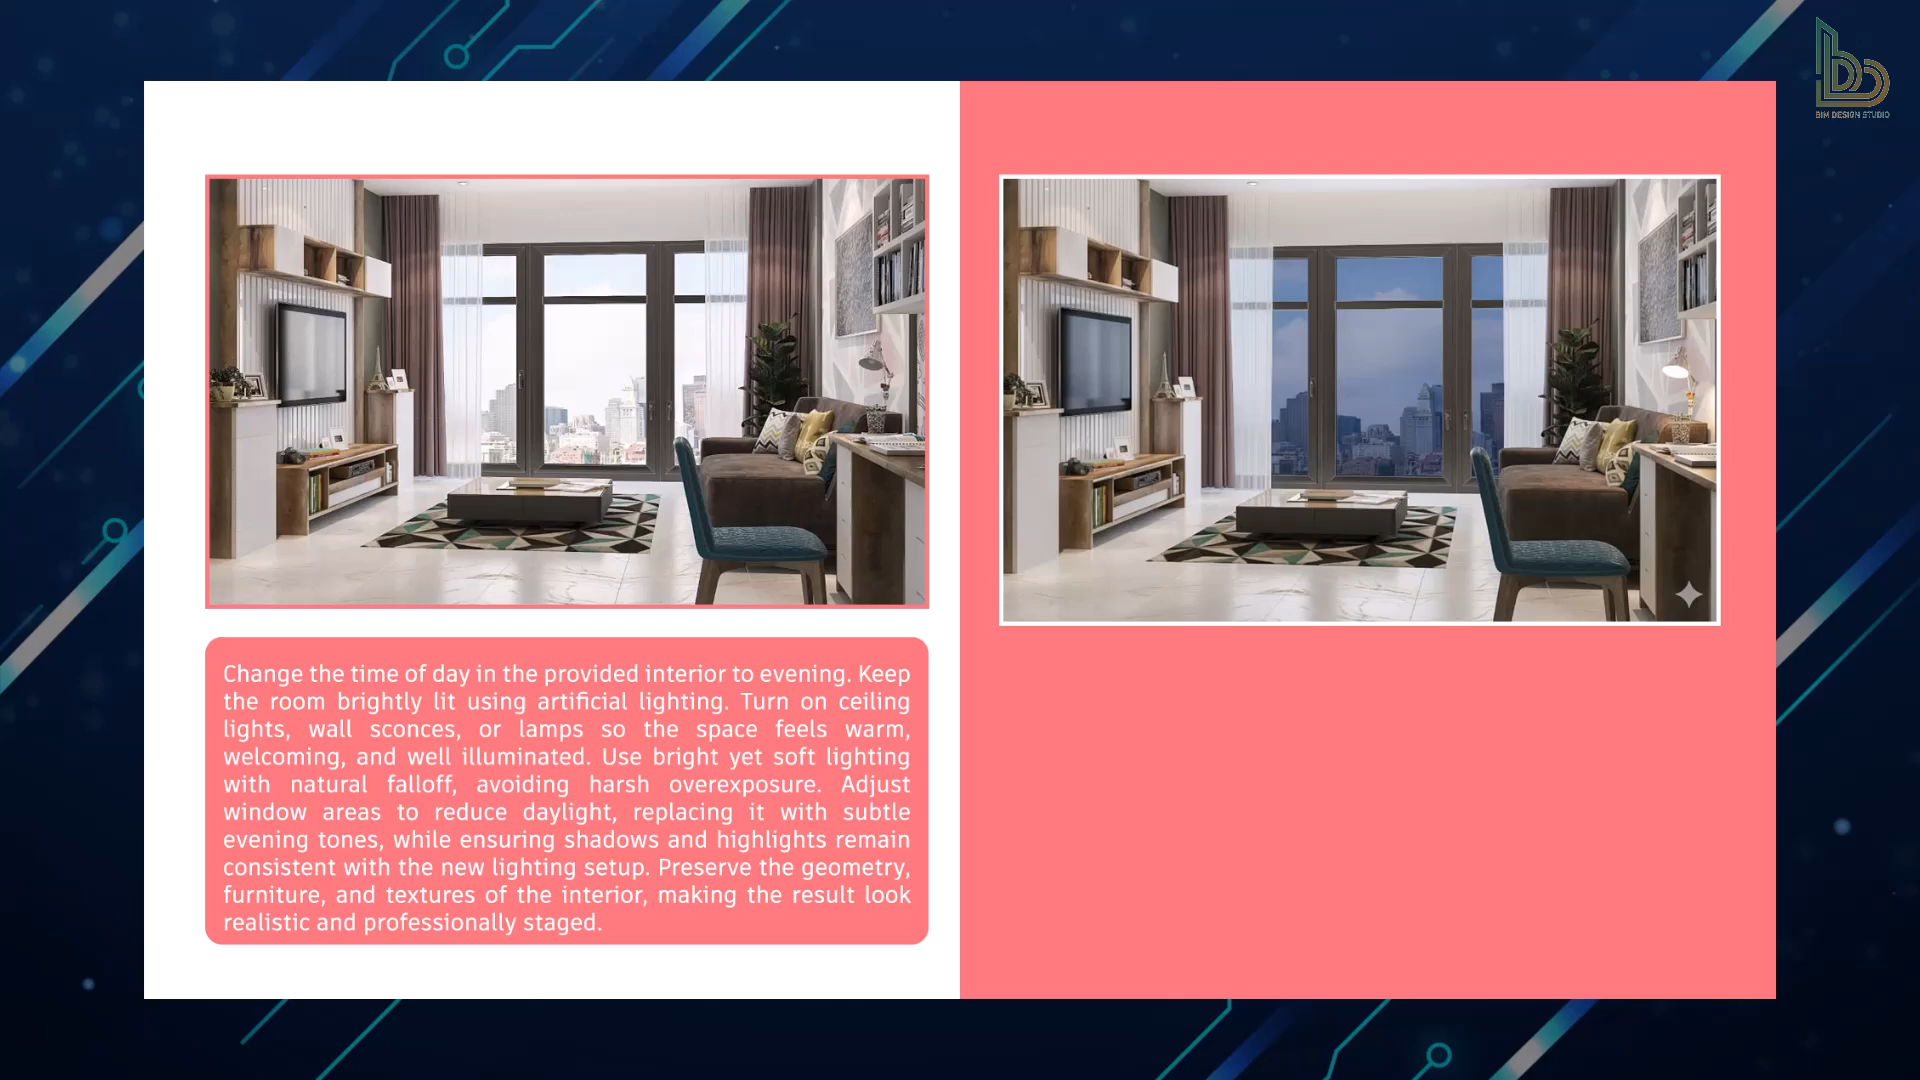 BIM DESIGN STUDIO
Change the time of day in the provided interior to evening. Keep
the room brightly lit using artificial lighting. Turn on ceiling
lights, wall sconces, or lamps so the space feels warm,
welcoming, and well illuminated. Use bright yet soft lighting
with natural falloff, avoiding harsh overexposure. Adjust
window areas to reduce daylight, replacing it with subtle
evening tones, while ensuring shadows and highlights remain
consistent with the new lighting setup. Preserve the geometry,
furniture, and textures of the interior, making the result look
realistic and professionally staged.